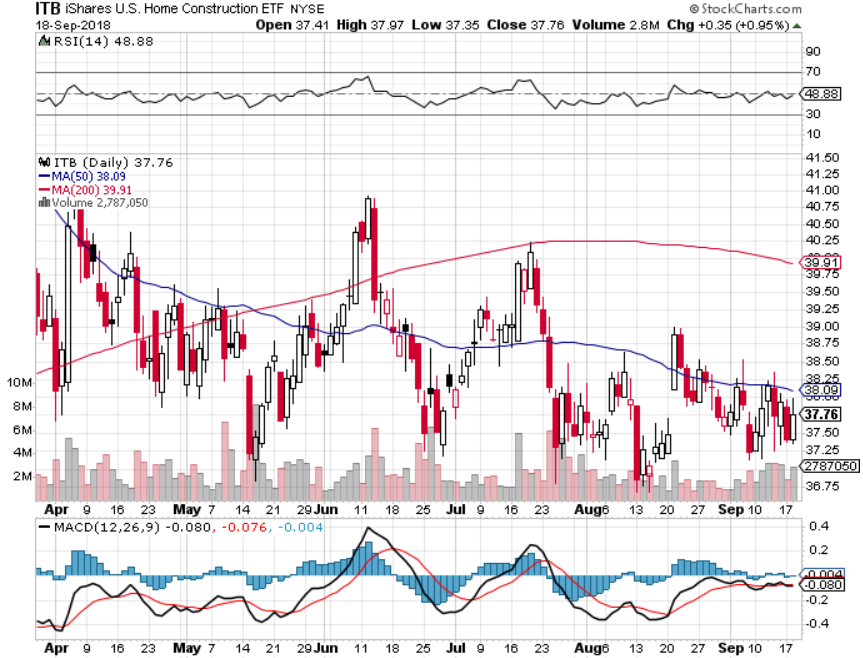 ITB iShares U.S. Home Construction ETF NYSE © StockCharts.com
18-Sep-2018 Open 37.41 High 37.97 Low 37.35 Close 37.76 Volume 2.8M Chg +0.35 (+0.95%)
RSI(14) 48.88
90
70
48.88
30
10
ITB (Daily) 37.76
MA(50) 38.09
MA(200) 39.91
Volume 2,787,050
41.50
41.25
41.00
40.75
40.50
40.25
39.91
39.75
39.50
39.25
39.00
38.75
38.50
38.25
38.09
37.76
37.50
37.25
2787050
36.75
10M
8M
6M
4M
2M
Apr 9 16 23 May 7 14 21 29 Jun 11 18 25 Jul 9 16 23 Aug 6 13 20 27 Sep 10 17
MACD(12,26,9) -0.080, -0.076, -0.004
0.4
0.2
-0.004
-0.080
-0.2
-0.4
Apr 9 16 23 May 7 14 21 29 Jun 11 18 25 Jul 9 16 23 Aug 6 13 20 27 Sep 10 17